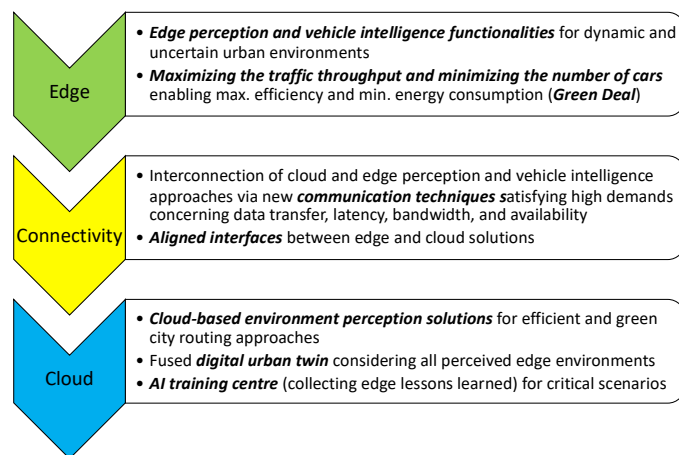 Edge
• Edge perception and vehicle intelligence functionalities for dynamic and
uncertain urban environments
• Maximizing the traffic throughput and minimizing the number of cars
enabling max. efficiency and min. energy consumption (Green Deal)
Connectivity
• Interconnection of cloud and edge perception and vehicle intelligence
approaches via new communication techniques satisfying high demands
concerning data transfer, latency, bandwidth, and availability
• Aligned interfaces between edge and cloud solutions
Cloud
• Cloud-based environment perception solutions for efficient and green
city routing approaches
• Fused digital urban twin considering all perceived edge environments
• AI training centre (collecting edge lessons learned) for critical scenarios